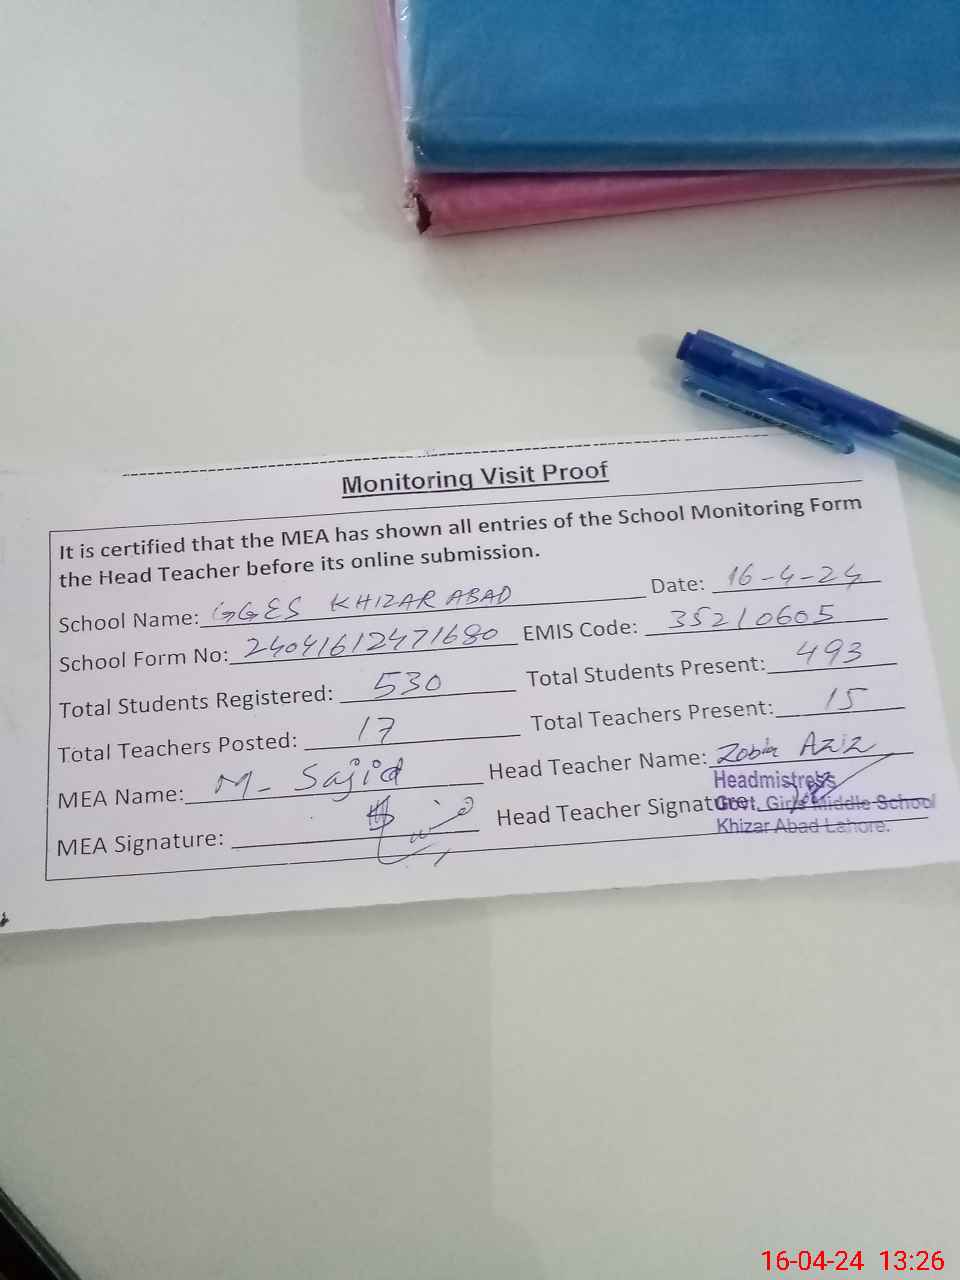 Monitoring Visit Proof
It is certified that the MEA has shown all entries of the School Monitoring Form
the Head Teacher before its online submission.
School Name: GGES KHIZAR ABAD Date: 16-4-24
School Form No: 24041612471680 EMIS Code: 35210605
Total Students Registered: 530 Total Students Present: 493
Total Teachers Posted: 17 Total Teachers Present: 15
MEA Name: M- Sajid Head Teacher Name: Zobia Aziz
MEA Signature: Head Teacher Signature:
Headmistress
Govt. Girls Middle School
Khizar Abad Lahore.
16-04-24 13:26